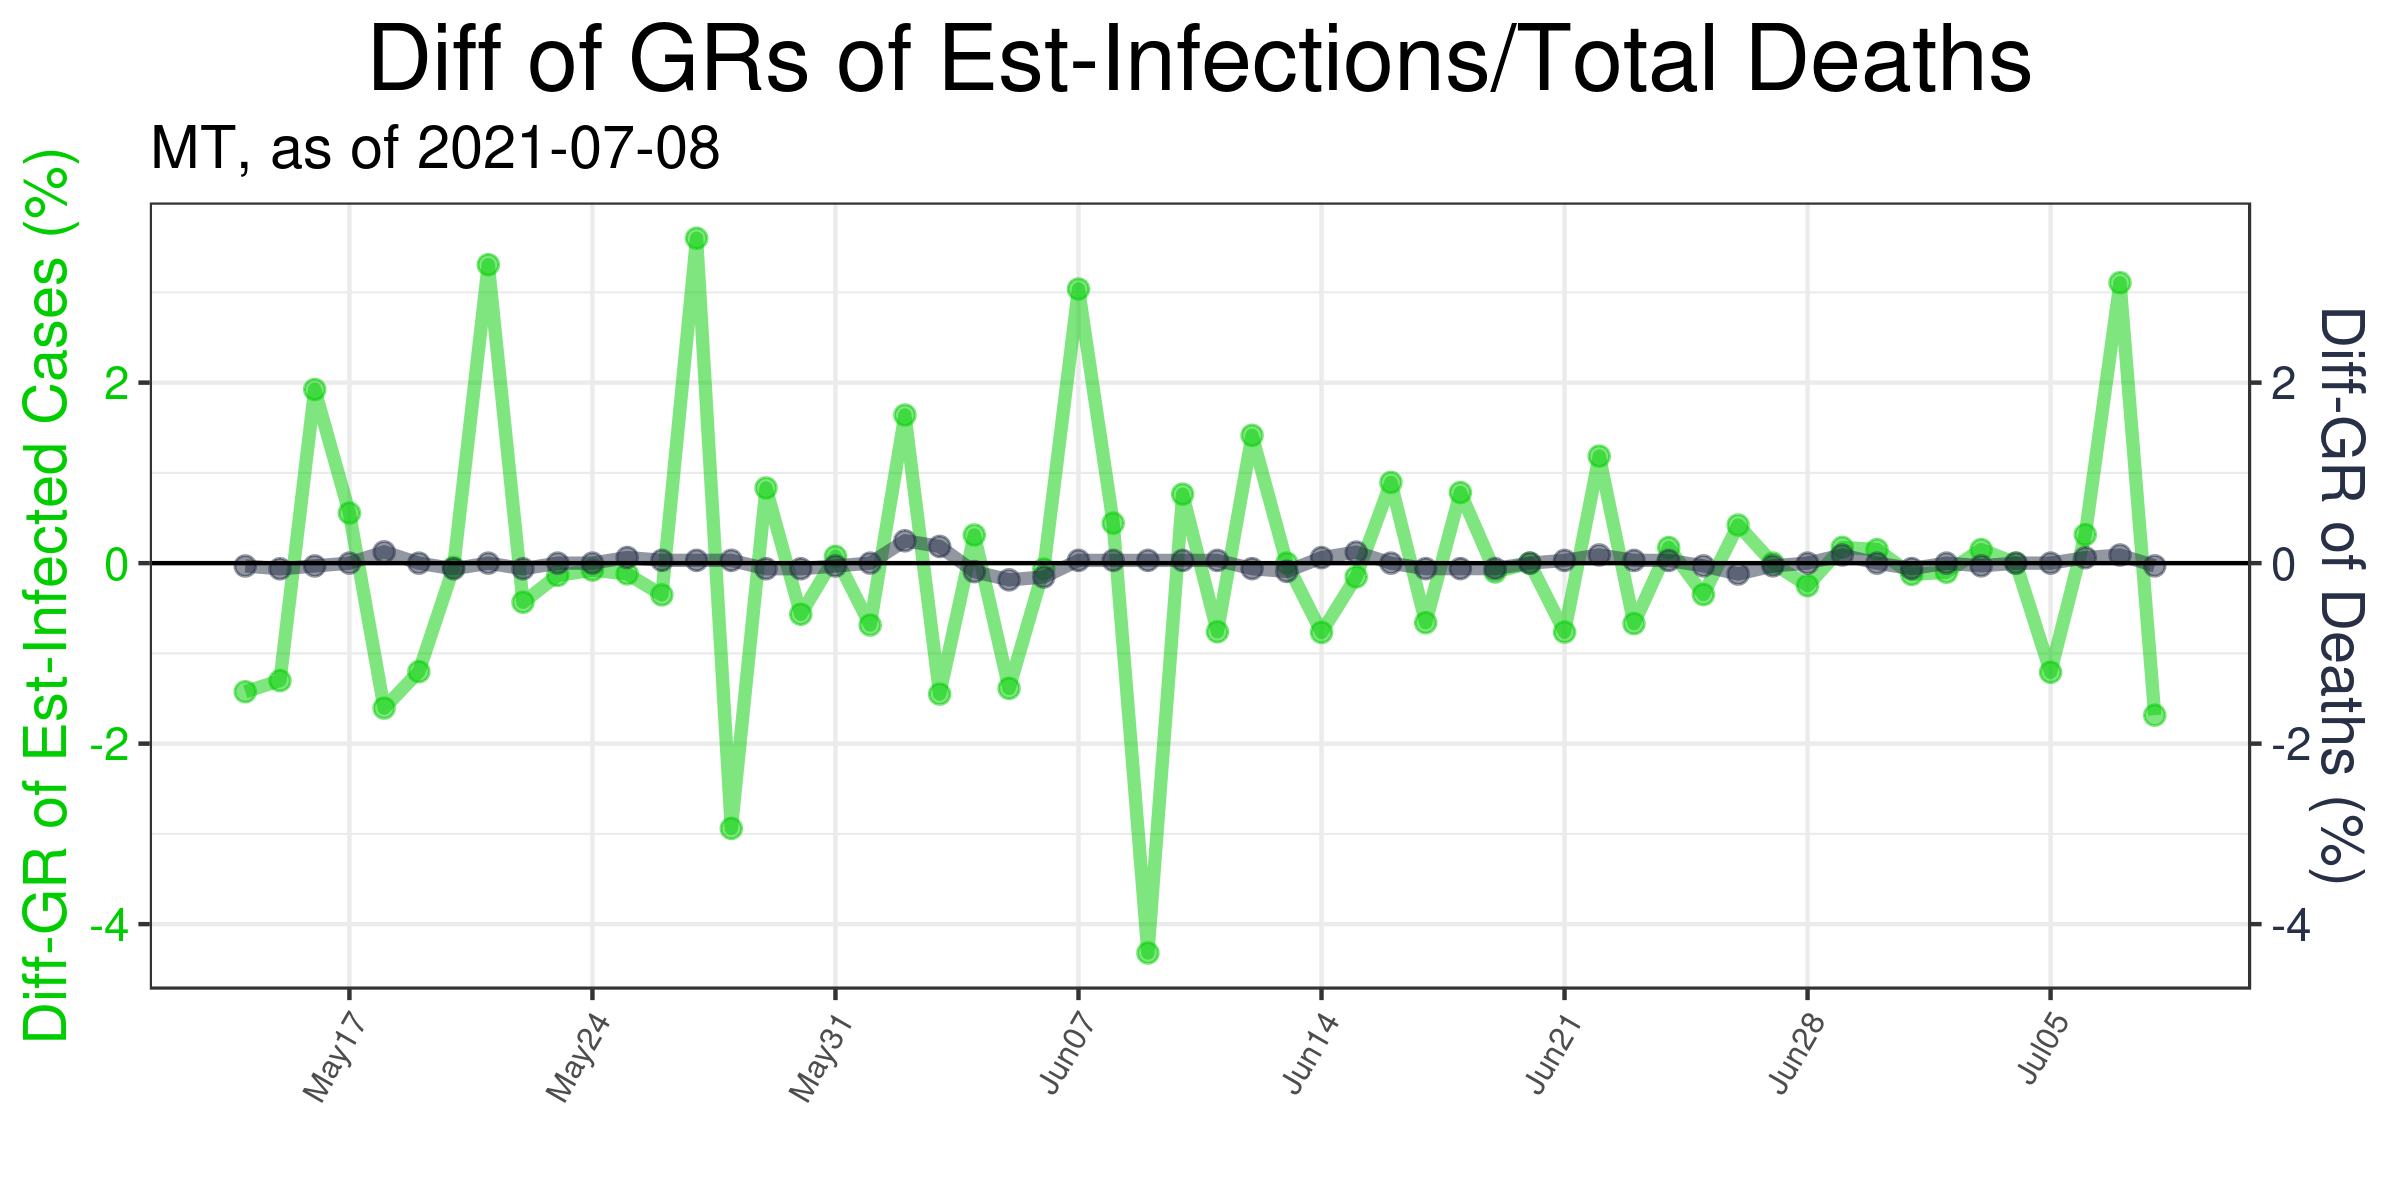 Diff of GRs of Est-Infections/Total Deaths
MT, as of 2021-07-08
Diff-GR of Est-Infected Cases (%)
2
0
-2
-4
2
0
-2
-4
Diff-GR of Deaths (%)
May17
May24
May31
Jun07
Jun14
Jun21
Jun28
Jul05